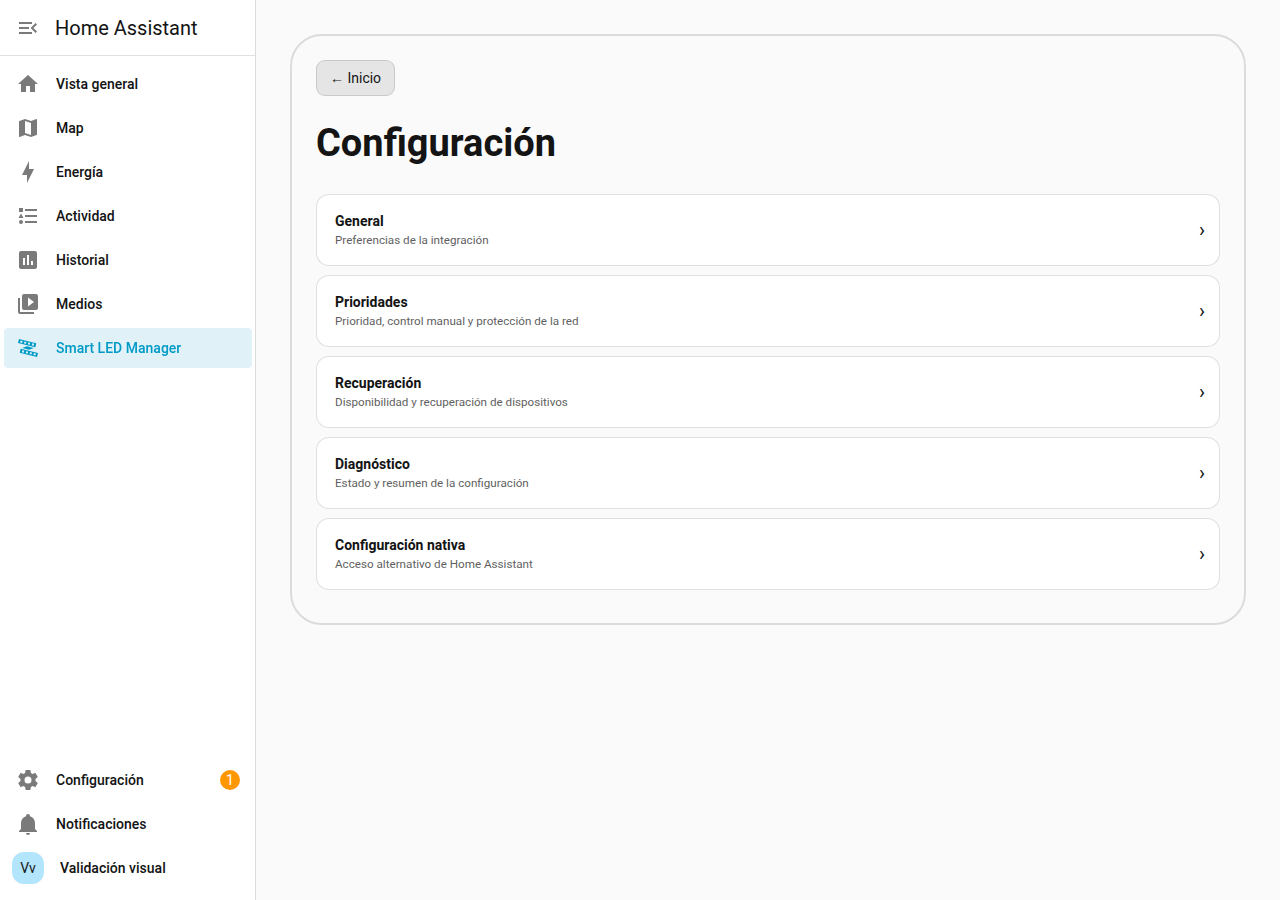 Home Assistant
Vista general
Map
Energía
Actividad
Historial
Medios
Smart LED Manager
Configuración
1
Notificaciones
Vv
Validación visual
← Inicio
Configuración
General
Preferencias de la integración
›
Prioridades
Prioridad, control manual y protección de la red
›
Recuperación
Disponibilidad y recuperación de dispositivos
›
Diagnóstico
Estado y resumen de la configuración
›
Configuración nativa
Acceso alternativo de Home Assistant
›